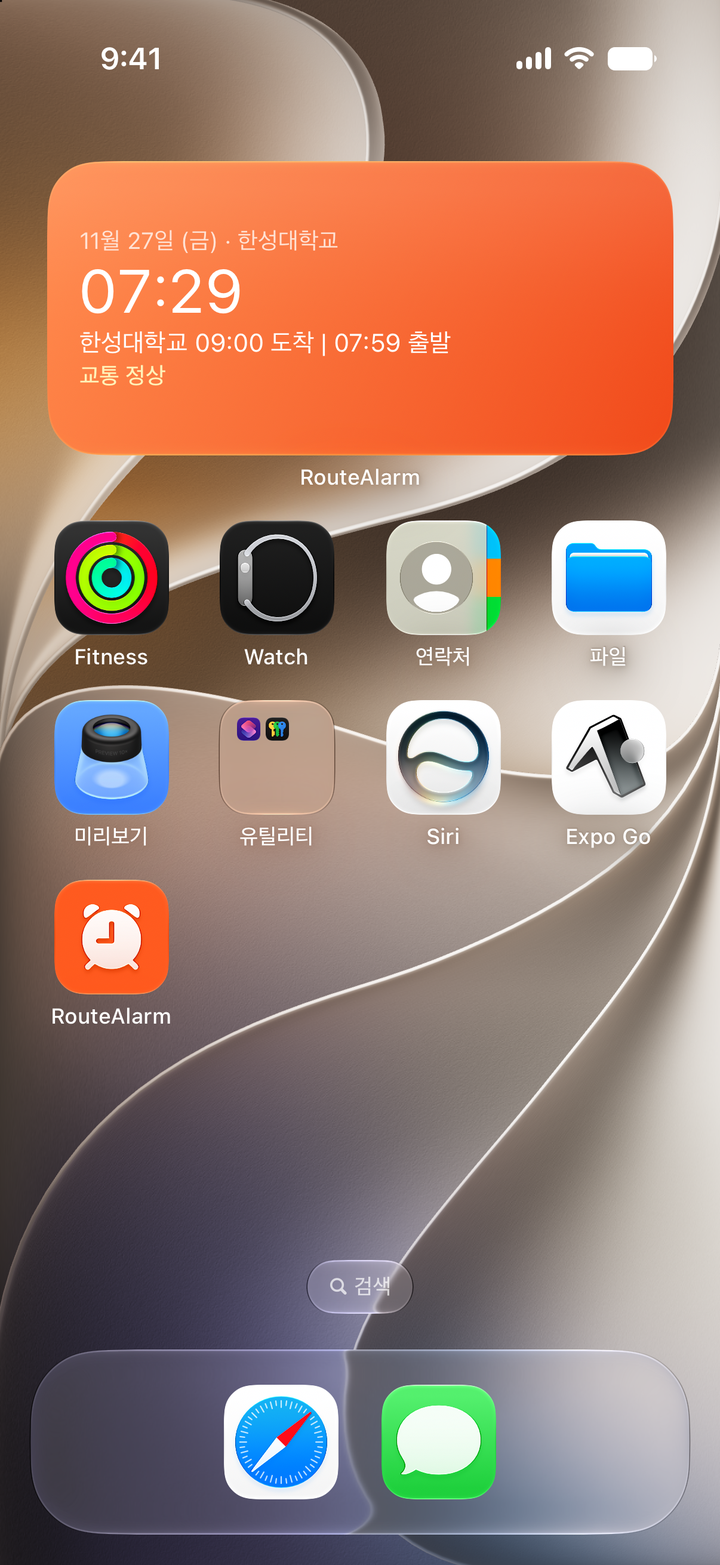 9:41
11월 27일 (금) · 한성대학교
07:29
한성대학교 09:00 도착 | 07:59 출발
교통 정상
RouteAlarm
Fitness
Watch
연락처
파일
미리보기
유틸리티
Siri
Expo Go
RouteAlarm
검색